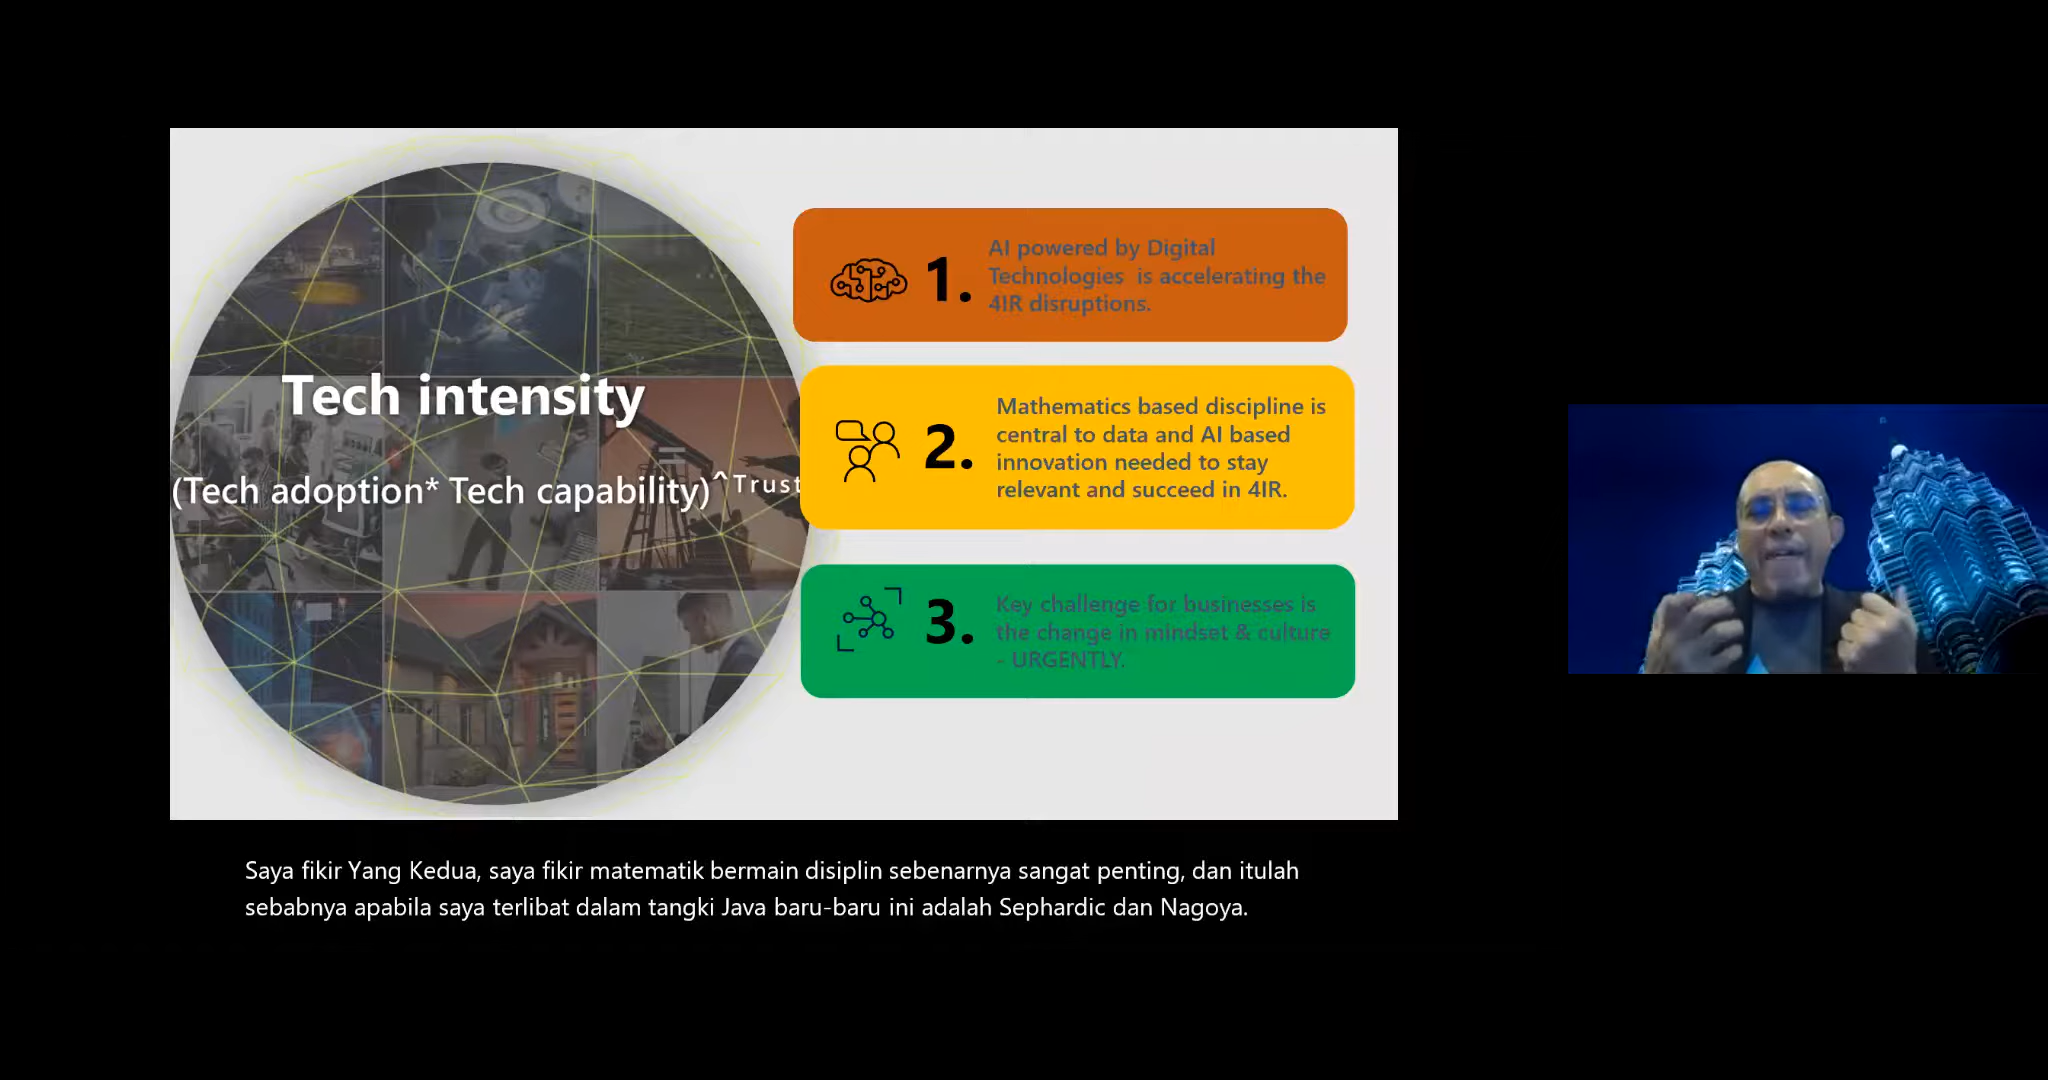 Tech intensity
=
(Tech adoption* Tech capability)^Trust
1.
AI powered by Digital
Technologies is accelerating the
4IR disruptions.
2.
Mathematics based discipline is
central to data and AI based
innovation needed to stay
relevant and succeed in 4IR.
3.
Key challenge for businesses is
the change in mindset & culture
- URGENTLY.
Saya fikir Yang Kedua, saya fikir matematik bermain disiplin sebenarnya sangat penting, dan itulah
sebabnya apabila saya terlibat dalam tangki Java baru-baru ini adalah Sephardic dan Nagoya.